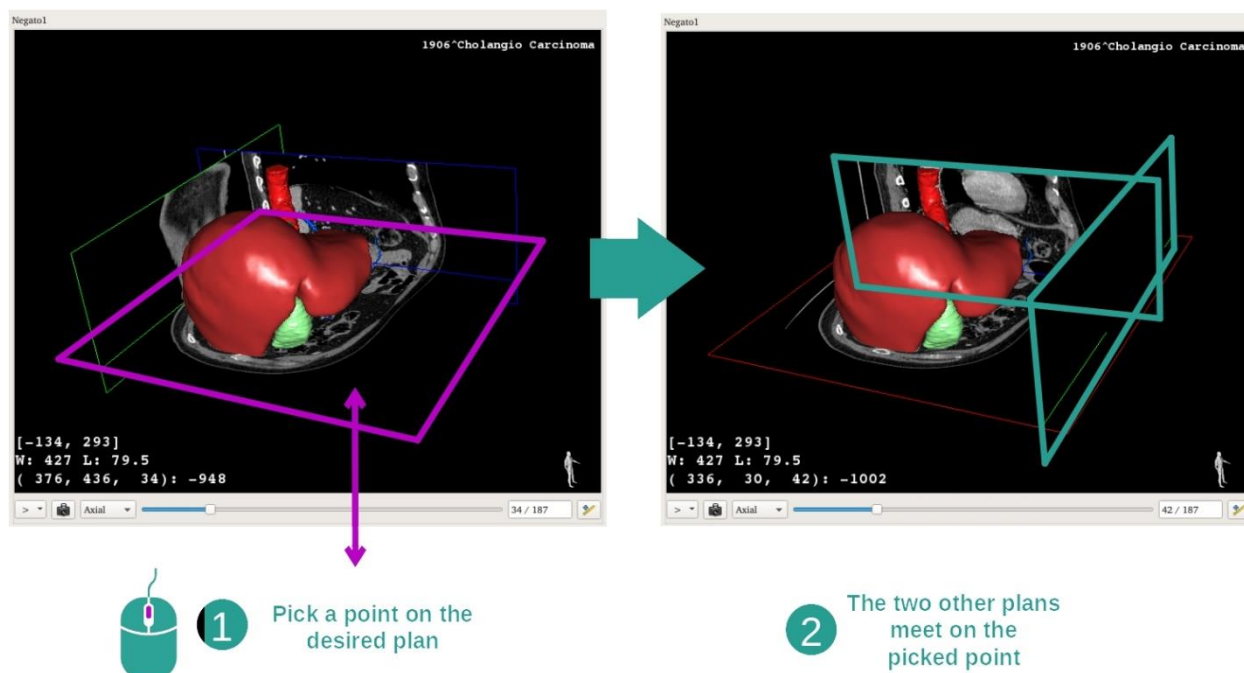 Negato1
1906^Cholangio Carcinoma
[-134, 293]
W: 427 L: 79.5
( 376, 436,  34): -948
> Axial 34 / 187
Negato1
1906^Cholangio Carcinoma
[-134, 293]
W: 427 L: 79.5
( 336,  30,  42): -1002
> Axial 42 / 187
1
Pick a point on the
desired plan
2
The two other plans
meet on the
picked point